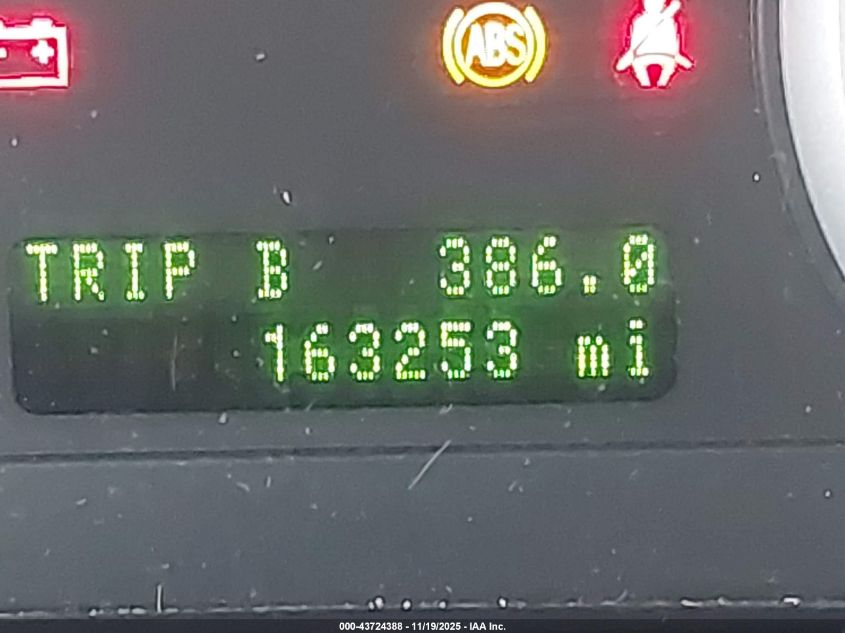 ABS
TRIP B 386.0
163253 mi
000-43724388 - 11/19/2025 - IAA Inc.